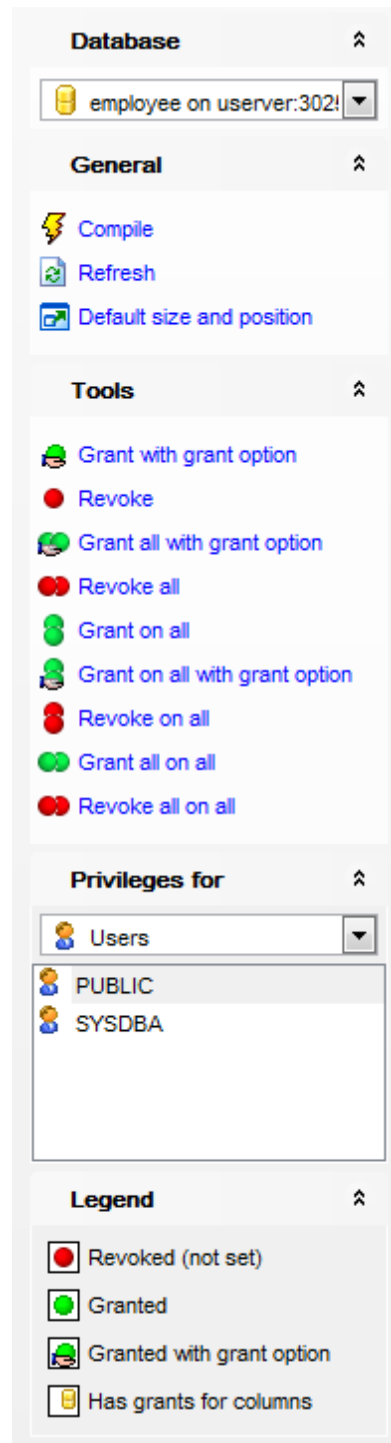 Database
employee on userver:302
General
Compile
Refresh
Default size and position
Tools
Grant with grant option
Revoke
Grant all with grant option
Revoke all
Grant on all
Grant on all with grant option
Revoke on all
Grant all on all
Revoke all on all
Privileges for
Users
PUBLIC
SYSDBA
Legend
Revoked (not set)
Granted
Granted with grant option
Has grants for columns